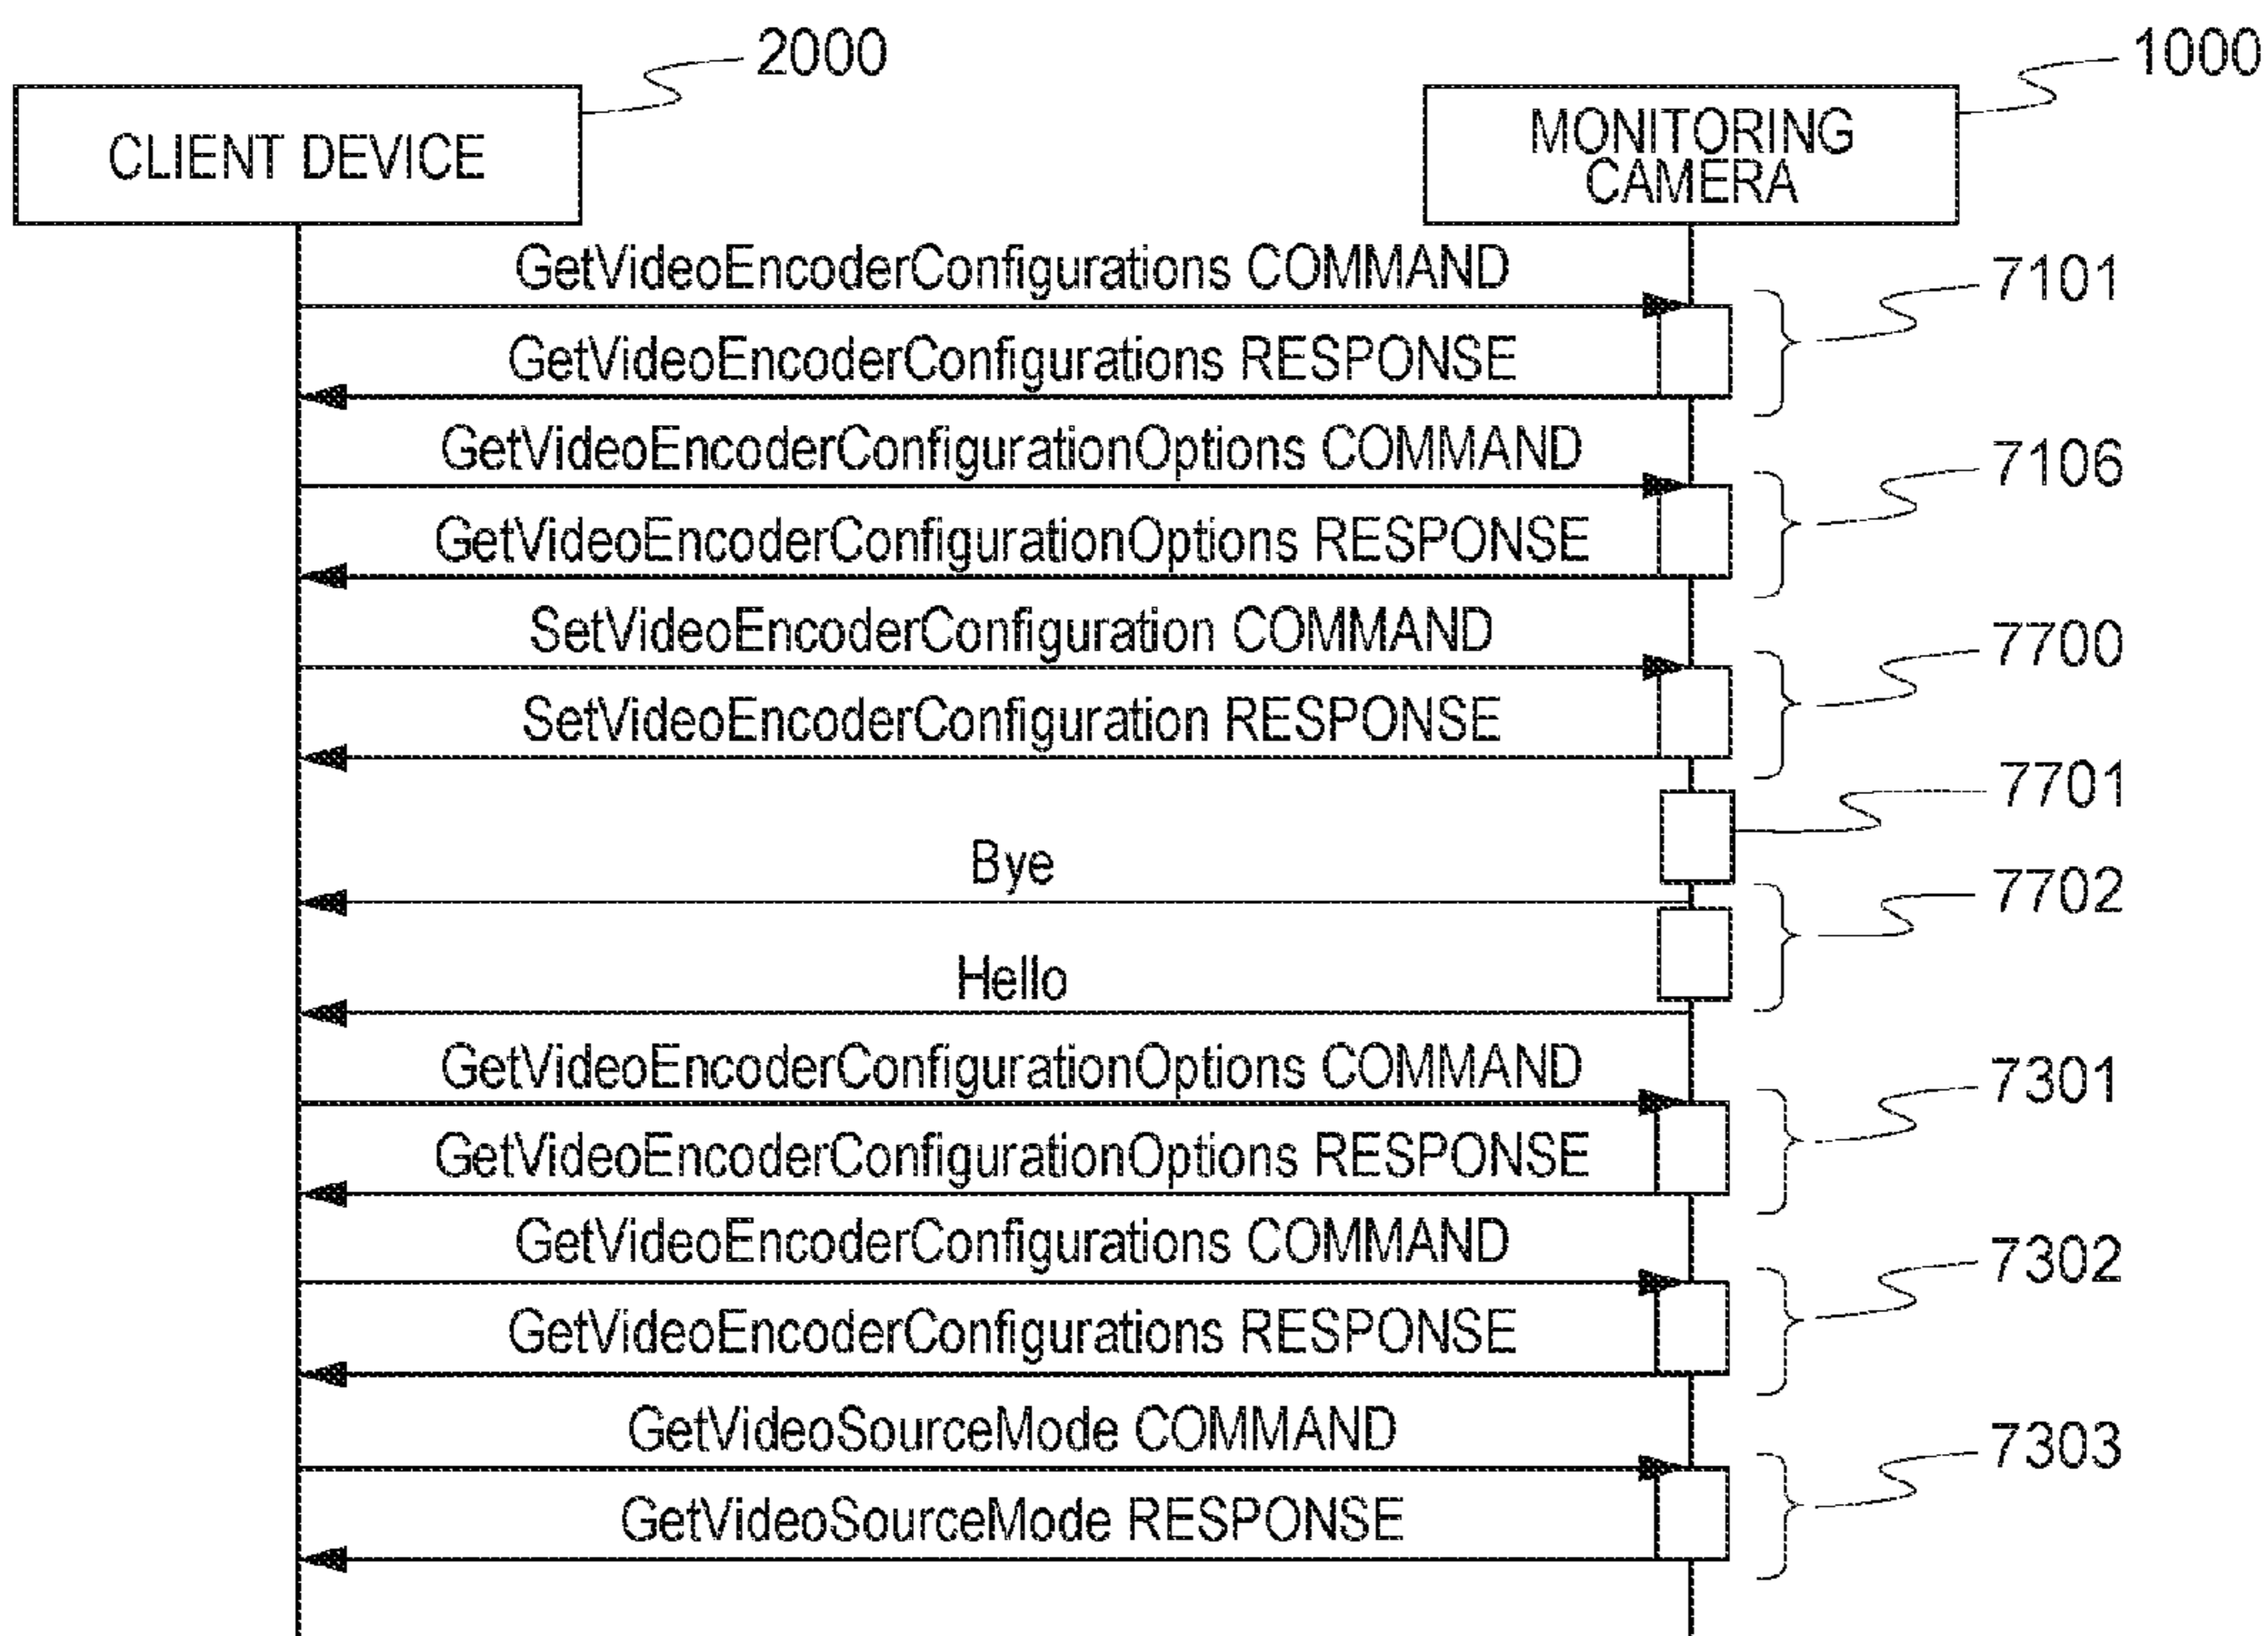 2000
1000
CLIENT DEVICE
MONITORING
CAMERA
GetVideoEncoderConfigurations COMMAND
7101
GetVideoEncoderConfigurations RESPONSE
GetVideoEncoderConfigurationOptions COMMAND
7106
GetVideoEncoderConfigurationOptions RESPONSE
SetVideoEncoderConfiguration COMMAND
7700
SetVideoEncoderConfiguration RESPONSE
7701
Bye
7702
Hello
GetVideoEncoderConfigurationOptions COMMAND
7301
GetVideoEncoderConfigurationOptions RESPONSE
GetVideoEncoderConfigurations COMMAND
7302
GetVideoEncoderConfigurations RESPONSE
GetVideoSourceMode COMMAND
7303
GetVideoSourceMode RESPONSE